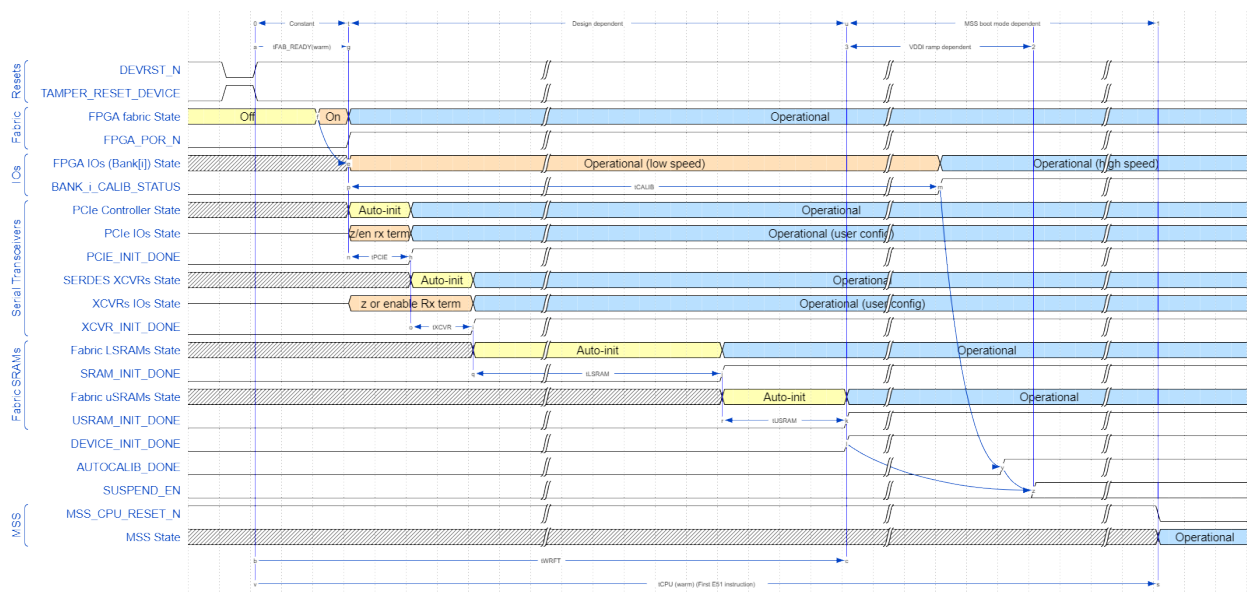 Constant
Design dependent
MSS boot mode dependent
tFAB_READY(warm)
VDDI ramp dependent
Resets
DEVRST_N
TAMPER_RESET_DEVICE
Fabric
FPGA fabric State
Off
On
Operational
FPGA_POR_N
IOs
FPGA IOs (Bank[i]) State
Operational (low speed)
Operational (high speed)
BANK_i_CALIB_STATUS
tCALIB
Serial Transceivers
PCIe Controller State
Auto-init
Operational
PCIe IOs State
z/en rx term
Operational (user config)
PCIE_INIT_DONE
tPCIE
SERDES XCVRs State
Auto-init
Operational
XCVRs IOs State
z or enable Rx term
Operational (user config)
XCVR_INIT_DONE
tXCVR
Fabric SRAMs
Fabric LSRAMs State
Auto-init
Operational
SRAM_INIT_DONE
tLSRAM
Fabric uSRAMs State
Auto-init
Operational
USRAM_INIT_DONE
tUSRAM
DEVICE_INIT_DONE
AUTOCALIB_DONE
SUSPEND_EN
MSS
MSS_CPU_RESET_N
MSS State
Operational
tWRFT
tCPU (warm) (First E51 instruction)